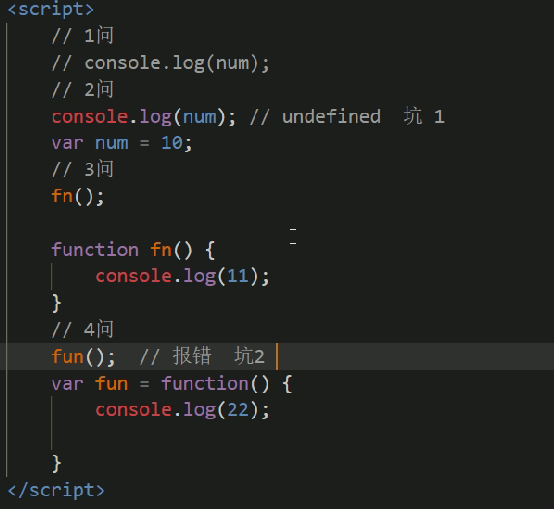 <script>
// 1问
// console.log(num);
// 2问
console.log(num); // undefined 坑 1
var num = 10;
// 3问
fn();
function fn() {
console.log(11);
}
// 4问
fun(); // 报错 坑2
var fun = function() {
console.log(22);
}
</script>